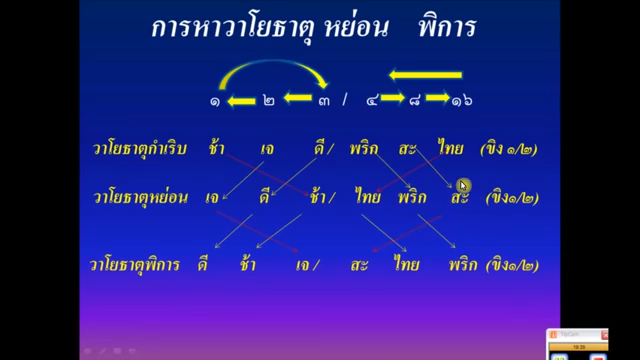 การหาวาโยธาตุ หย่อน พิการ
๑ ๒ ๓ / ๔ ๘ ๑๖
วาโยธาตุกำเริบ ช้า เจ ดี / พริก สะ ไทย (ขิง ๑/๒)
วาโยธาตุหย่อน เจ ดี ช้า / ไทย พริก สะ (ขิง๑/๒)
วาโยธาตุพิการ ดี ช้า เจ / สะ ไทย พริก (ขิง๑/๒)